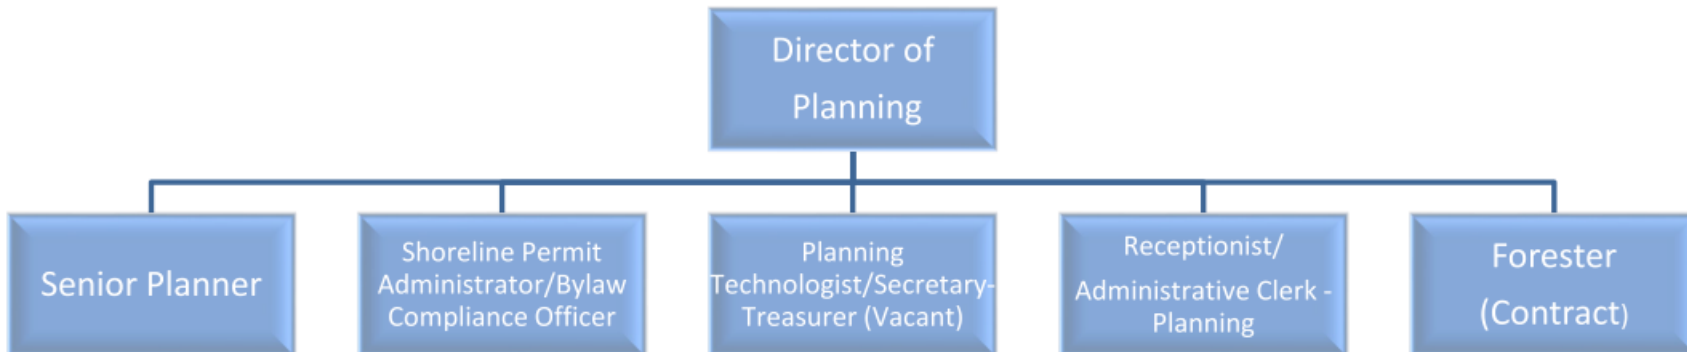 Director of
Planning
Senior Planner
Shoreline Permit
Administrator/Bylaw
Compliance Officer
Planning
Technologist/Secretary-
Treasurer (Vacant)
Receptionist/
Administrative Clerk -
Planning
Forester
(Contract)